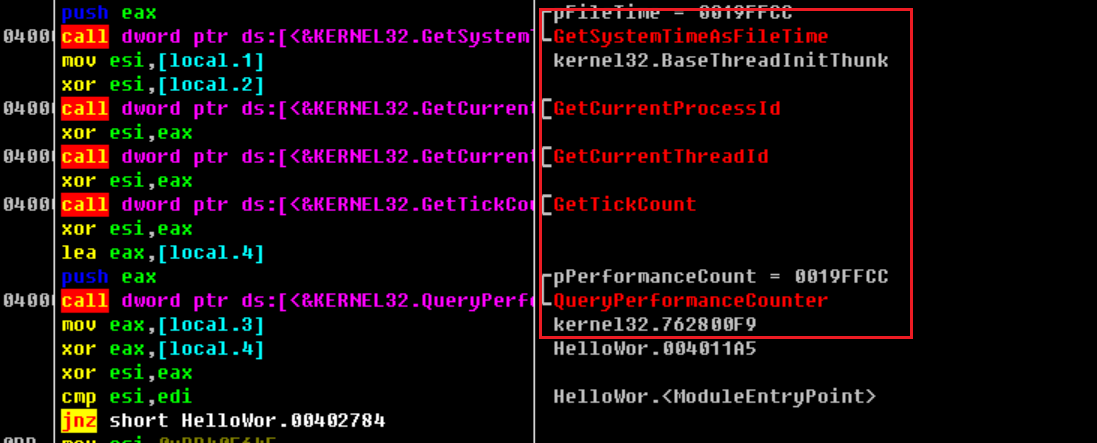 push eax pFileTime = 0019FFCC
0400 call dword ptr ds:[<&KERNEL32.GetSystemT GetSystemTimeAsFileTime
mov esi,[local.1] kernel32.BaseThreadInitThunk
xor esi,[local.2]
0400 call dword ptr ds:[<&KERNEL32.GetCurrent GetCurrentProcessId
xor esi,eax
0400 call dword ptr ds:[<&KERNEL32.GetCurrent GetCurrentThreadId
xor esi,eax
0400 call dword ptr ds:[<&KERNEL32.GetTickCou GetTickCount
xor esi,eax
lea eax,[local.4]
push eax pPerformanceCount = 0019FFCC
0400 call dword ptr ds:[<&KERNEL32.QueryPerfo QueryPerformanceCounter
mov eax,[local.3] kernel32.762800F9
xor eax,[local.4] HelloWor.004011A5
xor esi,eax
cmp esi,edi HelloWor.<ModuleEntryPoint>
jnz short HelloWor.00402784
mov esi